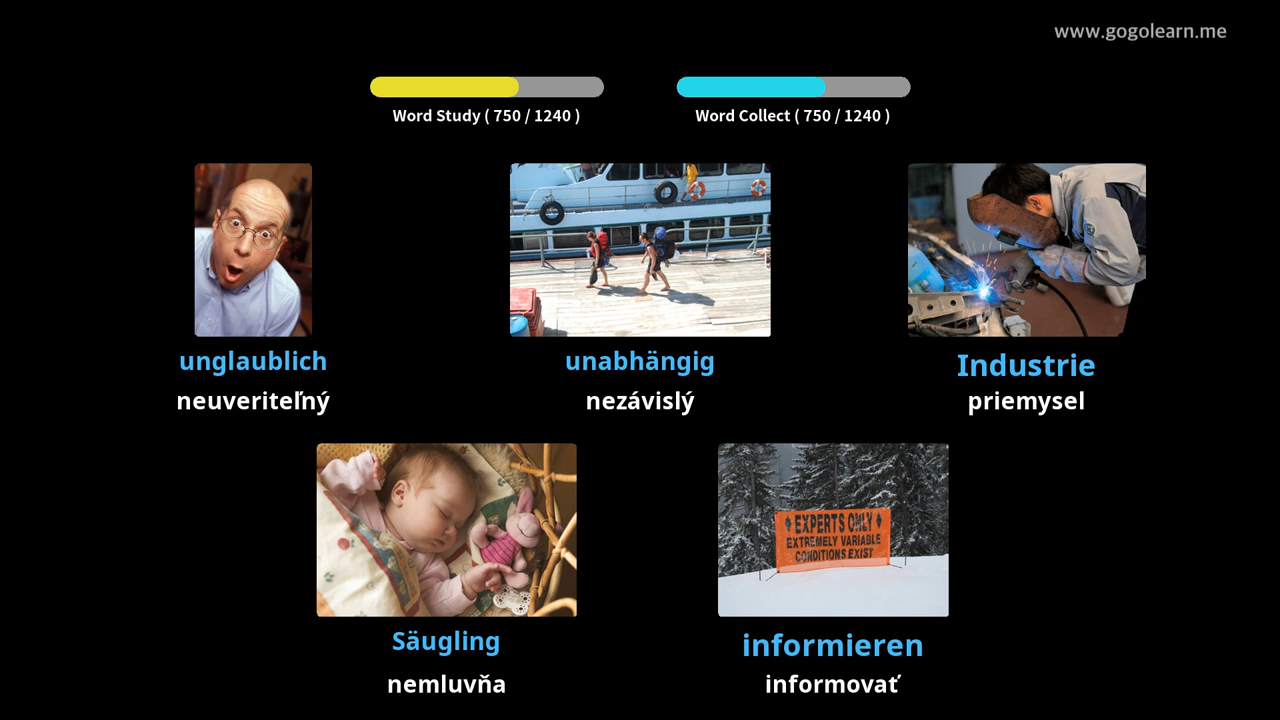 www.gogolearn.me
Word Study ( 750 / 1240 )
Word Collect ( 750 / 1240 )
unglaublich
neuveriteľný
unabhängig
nezávislý
Industrie
priemysel
EXPERTS ONLY
EXTREMELY VARIABLE
CONDITIONS EXIST
Säugling
nemluvňa
informieren
informovať